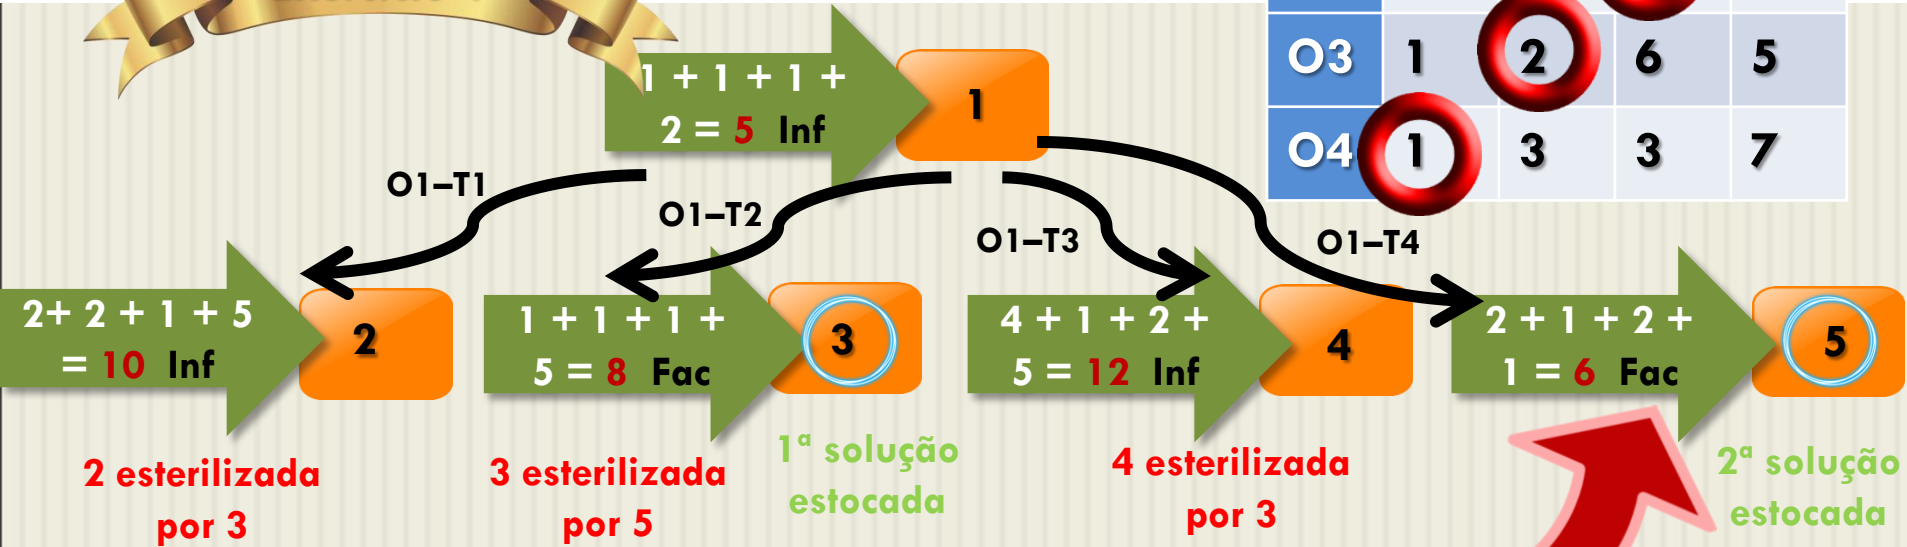 1 + 1 + 1 +
2 = 5 Inf
1
O3 1 2 6 5
O4 1 3 3 7
O1–T1
O1–T2
O1–T3
O1–T4
2+ 2 + 1 + 5
= 10 Inf
2
1 + 1 + 1 +
5 = 8 Fac
3
4 + 1 + 2 +
5 = 12 Inf
4
2 + 1 + 2 +
1 = 6 Fac
5
2 esterilizada
por 3
3 esterilizada
por 5
1ª solução
estocada
4 esterilizada
por 3
2ª solução
estocada